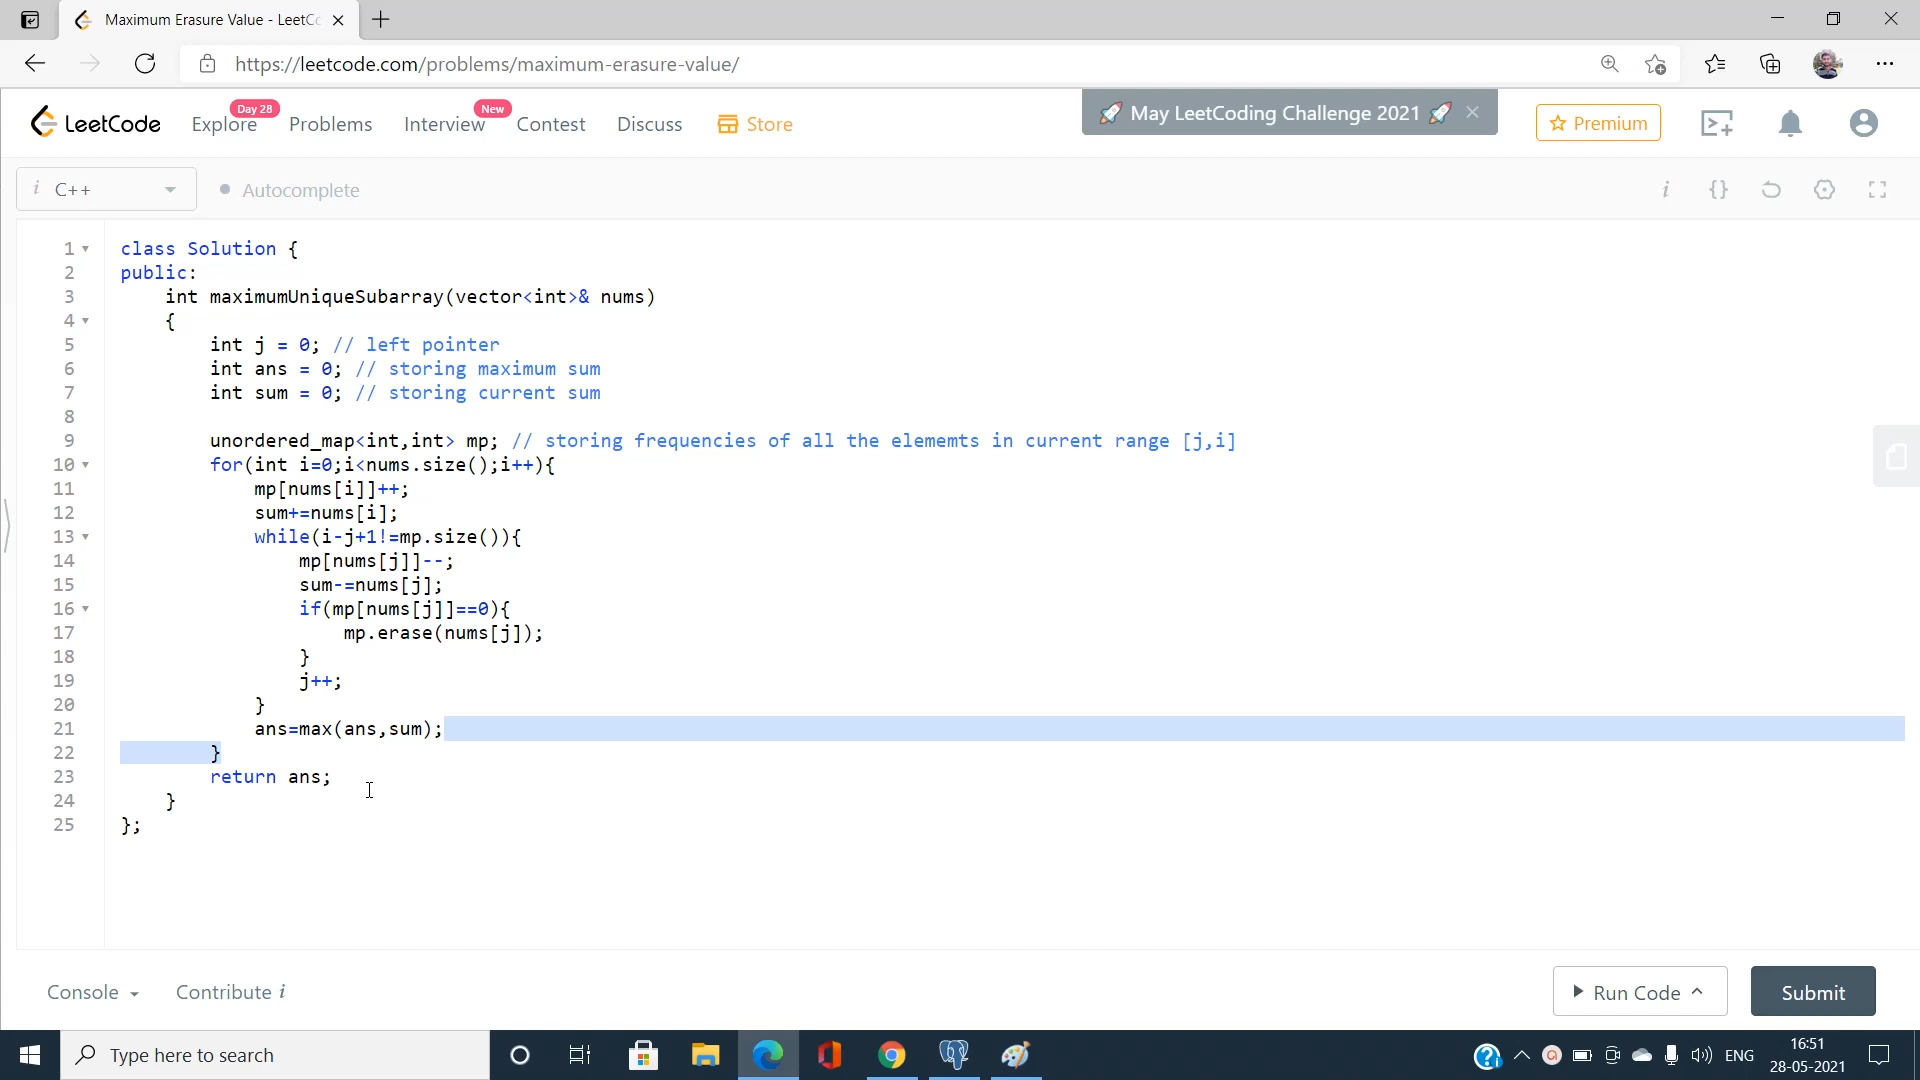 Maximum Erasure Value - LeetCo
https://leetcode.com/problems/maximum-erasure-value/
LeetCode
Explore
Day 28
Problems
Interview
New
Contest
Discuss
Store
🚀 May LeetCoding Challenge 2021 🚀
Premium
i C++
Autocomplete
1 class Solution {
2 public:
3     int maximumUniqueSubarray(vector<int>& nums)
4     {
5         int j = 0; // left pointer
6         int ans = 0; // storing maximum sum
7         int sum = 0; // storing current sum
8
9         unordered_map<int,int> mp; // storing frequencies of all the elememts in current range [j,i]
10         for(int i=0;i<nums.size();i++){
11             mp[nums[i]]++;
12             sum+=nums[i];
13             while(i-j+1!=mp.size()){
14                 mp[nums[j]]--;
15                 sum-=nums[j];
16                 if(mp[nums[j]]==0){
17                     mp.erase(nums[j]);
18                 }
19                 j++;
20             }
21             ans=max(ans,sum);
22         }
23         return ans;
24     }
25 };
Console
Contribute i
Run Code
Submit
Type here to search
ENG
16:51
28-05-2021